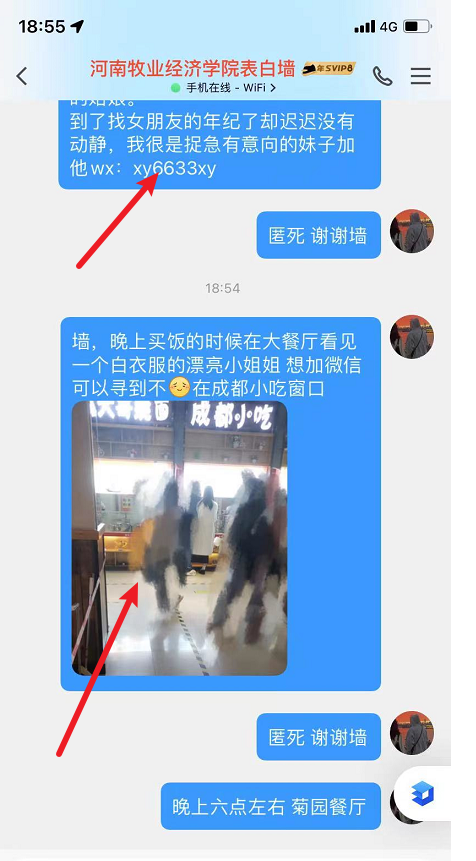 18:55
4G
河南牧业经济学院表白墙
年SVIP8
手机在线 - WiFi
的姑娘。
到了找女朋友的年纪了却迟迟没有
动静，我很是捉急有意向的妹子加
他wx：xy6633xy
匿死 谢谢墙
18:54
墙，晚上买饭的时候在大餐厅看见
一个白衣服的漂亮小姐姐 想加微信
可以寻到不😏在成都小吃窗口
成都小吃
匿死 谢谢墙
晚上六点左右 菊园餐厅